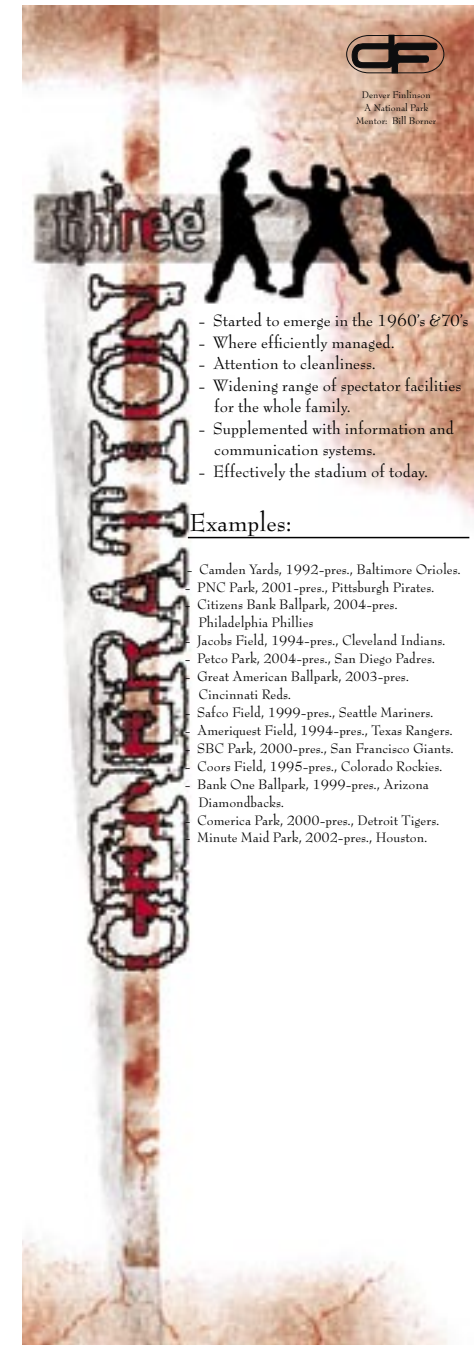 df
Denver Finlinson
A National Park
Mentor: Bill Borner
three
GENERATION
- Started to emerge in the 1960's &70's
- Where efficiently managed.
- Attention to cleanliness.
- Widening range of spectator facilities
for the whole family.
- Supplemented with information and
communication systems.
- Effectively the stadium of today.
Examples:
- Camden Yards, 1992-pres., Baltimore Orioles.
- PNC Park, 2001-pres., Pittsburgh Pirates.
- Citizens Bank Ballpark, 2004-pres.
Philadelphia Phillies
- Jacobs Field, 1994-pres., Cleveland Indians.
- Petco Park, 2004-pres., San Diego Padres.
- Great American Ballpark, 2003-pres.
Cincinnati Reds.
- Safco Field, 1999-pres., Seattle Mariners.
- Ameriquest Field, 1994-pres., Texas Rangers.
- SBC Park, 2000-pres., San Francisco Giants.
- Coors Field, 1995-pres., Colorado Rockies.
- Bank One Ballpark, 1999-pres., Arizona
Diamondbacks.
- Comerica Park, 2000-pres., Detroit Tigers.
- Minute Maid Park, 2002-pres., Houston.